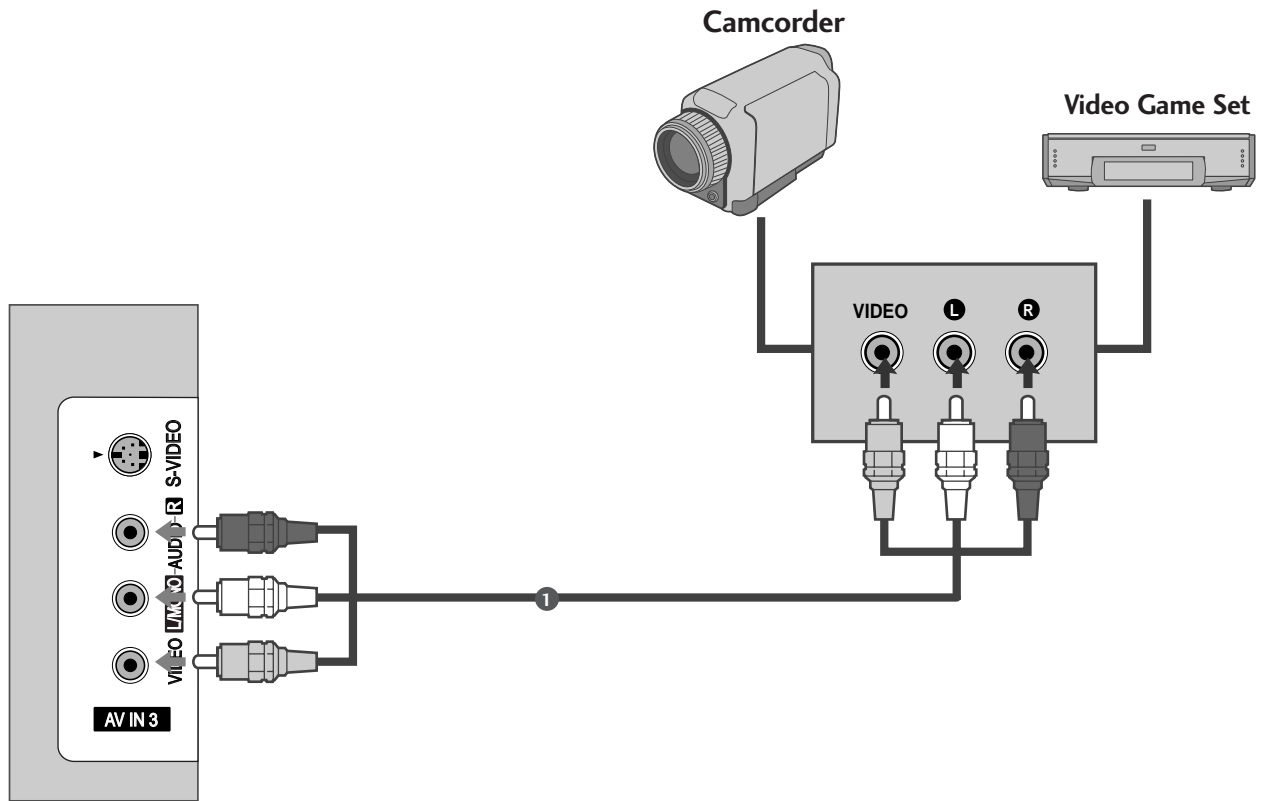 Camcorder
Video Game Set
VIDEO L R
S-VIDEO
AUDIO R
L/MONO
VIDEO
AV IN 3
1